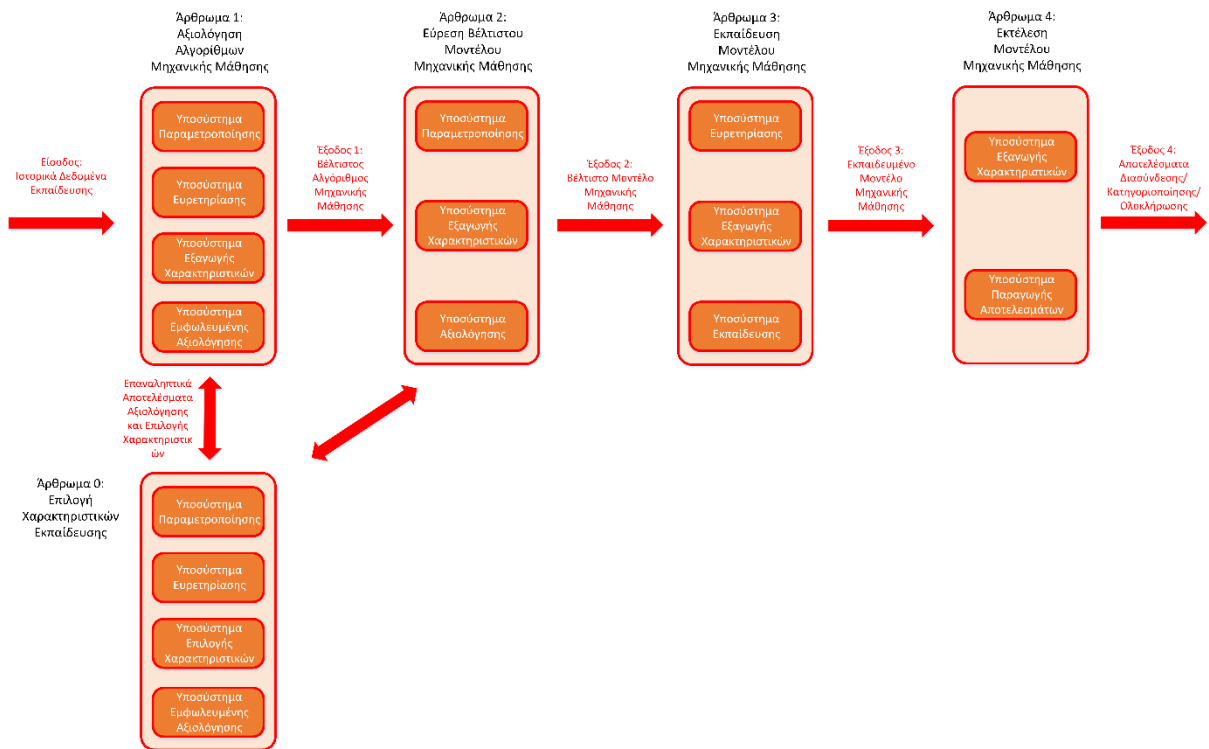 Άρθρωμα 1:
Αξιολόγηση
Αλγορίθμων
Μηχανικής Μάθησης
Άρθρωμα 2:
Εύρεση Βέλτιστου
Μοντέλου
Μηχανικής Μάθησης
Άρθρωμα 3:
Εκπαίδευση
Μοντέλου
Μηχανικής Μάθησης
Άρθρωμα 4:
Εκτέλεση
Μοντέλου
Μηχανικής Μάθησης
Είσοδος:
Ιστορικά Δεδομένα
Εκπαίδευσης
Υποσύστημα
Παραμετροποίησης
Υποσύστημα
Ευρετηρίασης
Υποσύστημα
Εξαγωγής
Χαρακτηριστικών
Υποσύστημα
Εμφωλευμένης
Αξιολόγησης
Έξοδος 1:
Βέλτιστος
Αλγόριθμος
Μηχανικής
Μάθησης
Υποσύστημα
Παραμετροποίησης
Υποσύστημα
Εξαγωγής
Χαρακτηριστικών
Υποσύστημα
Αξιολόγησης
Έξοδος 2:
Βέλτιστο Μοντέλο
Μηχανικής
Μάθησης
Υποσύστημα
Ευρετηρίασης
Υποσύστημα
Εξαγωγής
Χαρακτηριστικών
Υποσύστημα
Εκπαίδευσης
Έξοδος 3:
Εκπαιδευμένο
Μοντέλο
Μηχανικής
Μάθησης
Υποσύστημα
Εξαγωγής
Χαρακτηριστικών
Υποσύστημα
Παραγωγής
Αποτελεσμάτων
Έξοδος 4:
Αποτελέσματα
Διασύνδεσης/
Κατηγοριοποίησης/
Ολοκλήρωσης
Επαναληπτικά
Αποτελέσματα
Αξιολόγησης
και Επιλογής
Χαρακτηριστικ
ών
Άρθρωμα 0:
Επιλογή
Χαρακτηριστικών
Εκπαίδευσης
Υποσύστημα
Παραμετροποίησης
Υποσύστημα
Ευρετηρίασης
Υποσύστημα
Επιλογής
Χαρακτηριστικών
Υποσύστημα
Εμφωλευμένης
Αξιολόγησης